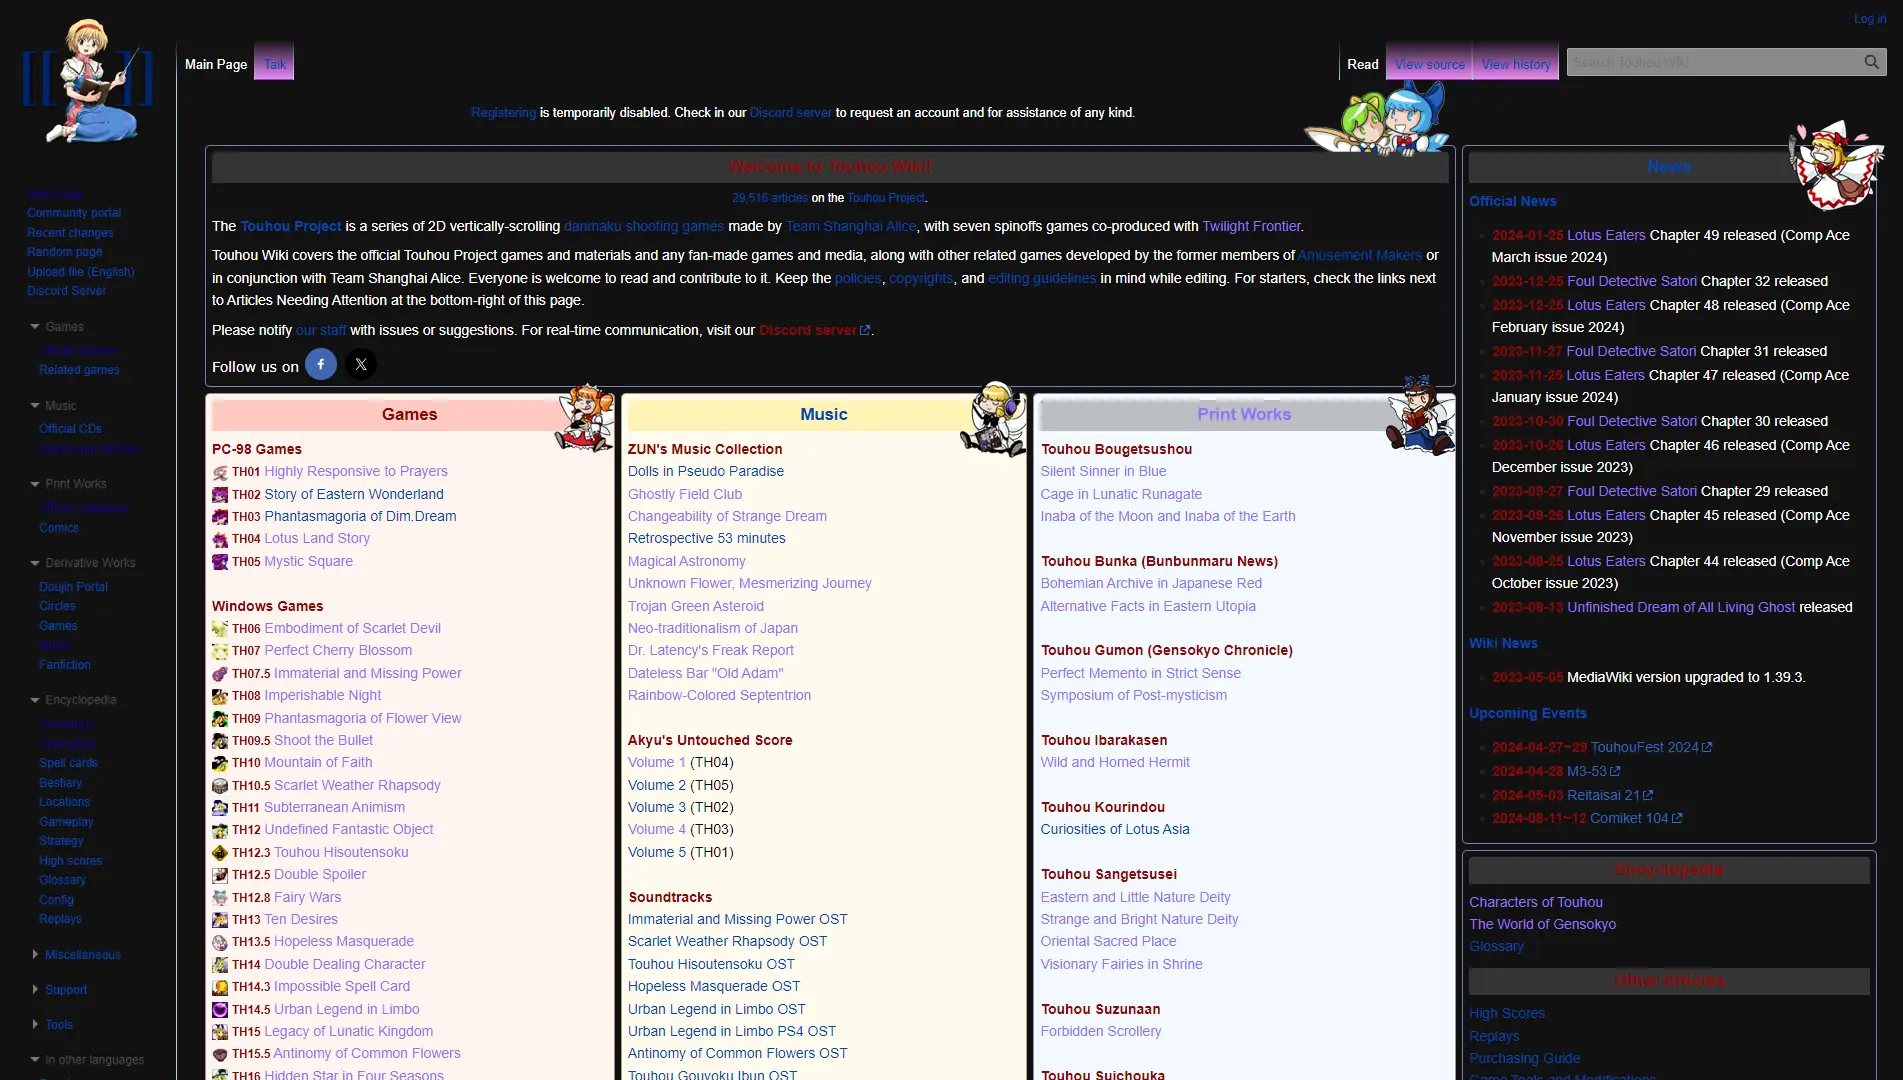 Log in
Main Page
Talk
Read
View source
View history
Search Touhou Wiki
Registering is temporarily disabled. Check in our Discord server to request an account and for assistance of any kind.
Main page
Community portal
Recent changes
Random page
Upload file (English)
Discord Server
Games
Official Games
Related games
Music
Official CDs
Print Works
Official Literature
Comics
Derivative Works
Doujin Portal
Circles
Games
Music
Fanfiction
Encyclopedia
Characters
Spell cards
Bestiary
Locations
Gameplay
Strategy
High scores
Glossary
Config
Replays
Miscellaneous
Support
Tools
In other languages
Welcome to Touhou Wiki!
29,516 articles on the Touhou Project.
The Touhou Project is a series of 2D vertically-scrolling danmaku shooting games made by Team Shanghai Alice, with seven spinoffs games co-produced with Twilight Frontier.
Touhou Wiki covers the official Touhou Project games and materials and any fan-made games and media, along with other related games developed by the former members of Amusement Makers or
in conjunction with Team Shanghai Alice. Everyone is welcome to read and contribute to it. Keep the policies, copyrights, and editing guidelines in mind while editing. For starters, check the links next
to Articles Needing Attention at the bottom-right of this page.
Please notify our staff with issues or suggestions. For real-time communication, visit our Discord server.
Follow us on
Games
PC-98 Games
TH01 Highly Responsive to Prayers
TH02 Story of Eastern Wonderland
TH03 Phantasmagoria of Dim.Dream
TH04 Lotus Land Story
TH05 Mystic Square
Windows Games
TH06 Embodiment of Scarlet Devil
TH07 Perfect Cherry Blossom
TH07.5 Immaterial and Missing Power
TH08 Imperishable Night
TH09 Phantasmagoria of Flower View
TH09.5 Shoot the Bullet
TH10 Mountain of Faith
TH10.5 Scarlet Weather Rhapsody
TH11 Subterranean Animism
TH12 Undefined Fantastic Object
TH12.3 Touhou Hisoutensoku
TH12.5 Double Spoiler
TH12.8 Fairy Wars
TH13 Ten Desires
TH13.5 Hopeless Masquerade
TH14 Double Dealing Character
TH14.3 Impossible Spell Card
TH14.5 Urban Legend in Limbo
TH15 Legacy of Lunatic Kingdom
TH15.5 Antinomy of Common Flowers
TH16 Hidden Star in Four Seasons
Music
ZUN's Music Collection
Dolls in Pseudo Paradise
Ghostly Field Club
Changeability of Strange Dream
Retrospective 53 minutes
Magical Astronomy
Unknown Flower, Mesmerizing Journey
Trojan Green Asteroid
Neo-traditionalism of Japan
Dr. Latency's Freak Report
Dateless Bar "Old Adam"
Rainbow-Colored Septentrion
Akyu's Untouched Score
Volume 1 (TH04)
Volume 2 (TH05)
Volume 3 (TH02)
Volume 4 (TH03)
Volume 5 (TH01)
Soundtracks
Immaterial and Missing Power OST
Scarlet Weather Rhapsody OST
Touhou Hisoutensoku OST
Hopeless Masquerade OST
Urban Legend in Limbo OST
Urban Legend in Limbo PS4 OST
Antinomy of Common Flowers OST
Touhou Gouyoku Ibun OST
Print Works
Touhou Bougetsushou
Silent Sinner in Blue
Cage in Lunatic Runagate
Inaba of the Moon and Inaba of the Earth
Touhou Bunka (Bunbunmaru News)
Bohemian Archive in Japanese Red
Alternative Facts in Eastern Utopia
Touhou Gumon (Gensokyo Chronicle)
Perfect Memento in Strict Sense
Symposium of Post-mysticism
Touhou Ibarakasen
Wild and Horned Hermit
Touhou Kourindou
Curiosities of Lotus Asia
Touhou Sangetsusei
Eastern and Little Nature Deity
Strange and Bright Nature Deity
Oriental Sacred Place
Visionary Fairies in Shrine
Touhou Suzunaan
Forbidden Scrollery
Touhou Suichouka
News
Official News
2024-01-25 Lotus Eaters Chapter 49 released (Comp Ace
March issue 2024)
2023-12-25 Foul Detective Satori Chapter 32 released
2023-12-25 Lotus Eaters Chapter 48 released (Comp Ace
February issue 2024)
2023-11-27 Foul Detective Satori Chapter 31 released
2023-11-25 Lotus Eaters Chapter 47 released (Comp Ace
January issue 2024)
2023-10-30 Foul Detective Satori Chapter 30 released
2023-10-26 Lotus Eaters Chapter 46 released (Comp Ace
December issue 2023)
2023-09-27 Foul Detective Satori Chapter 29 released
2023-09-26 Lotus Eaters Chapter 45 released (Comp Ace
November issue 2023)
2023-08-25 Lotus Eaters Chapter 44 released (Comp Ace
October issue 2023)
2023-08-13 Unfinished Dream of All Living Ghost released
Wiki News
2023-05-05 MediaWiki version upgraded to 1.39.3.
Upcoming Events
2024-04-27~29 TouhouFest 2024
2024-04-28 M3-53
2024-05-03 Reitaisai 21
2024-08-11~12 Comiket 104
Encyclopedia
Characters of Touhou
The World of Gensokyo
Glossary
Other Articles
High Scores
Replays
Purchasing Guide
Game Tools and Modifications